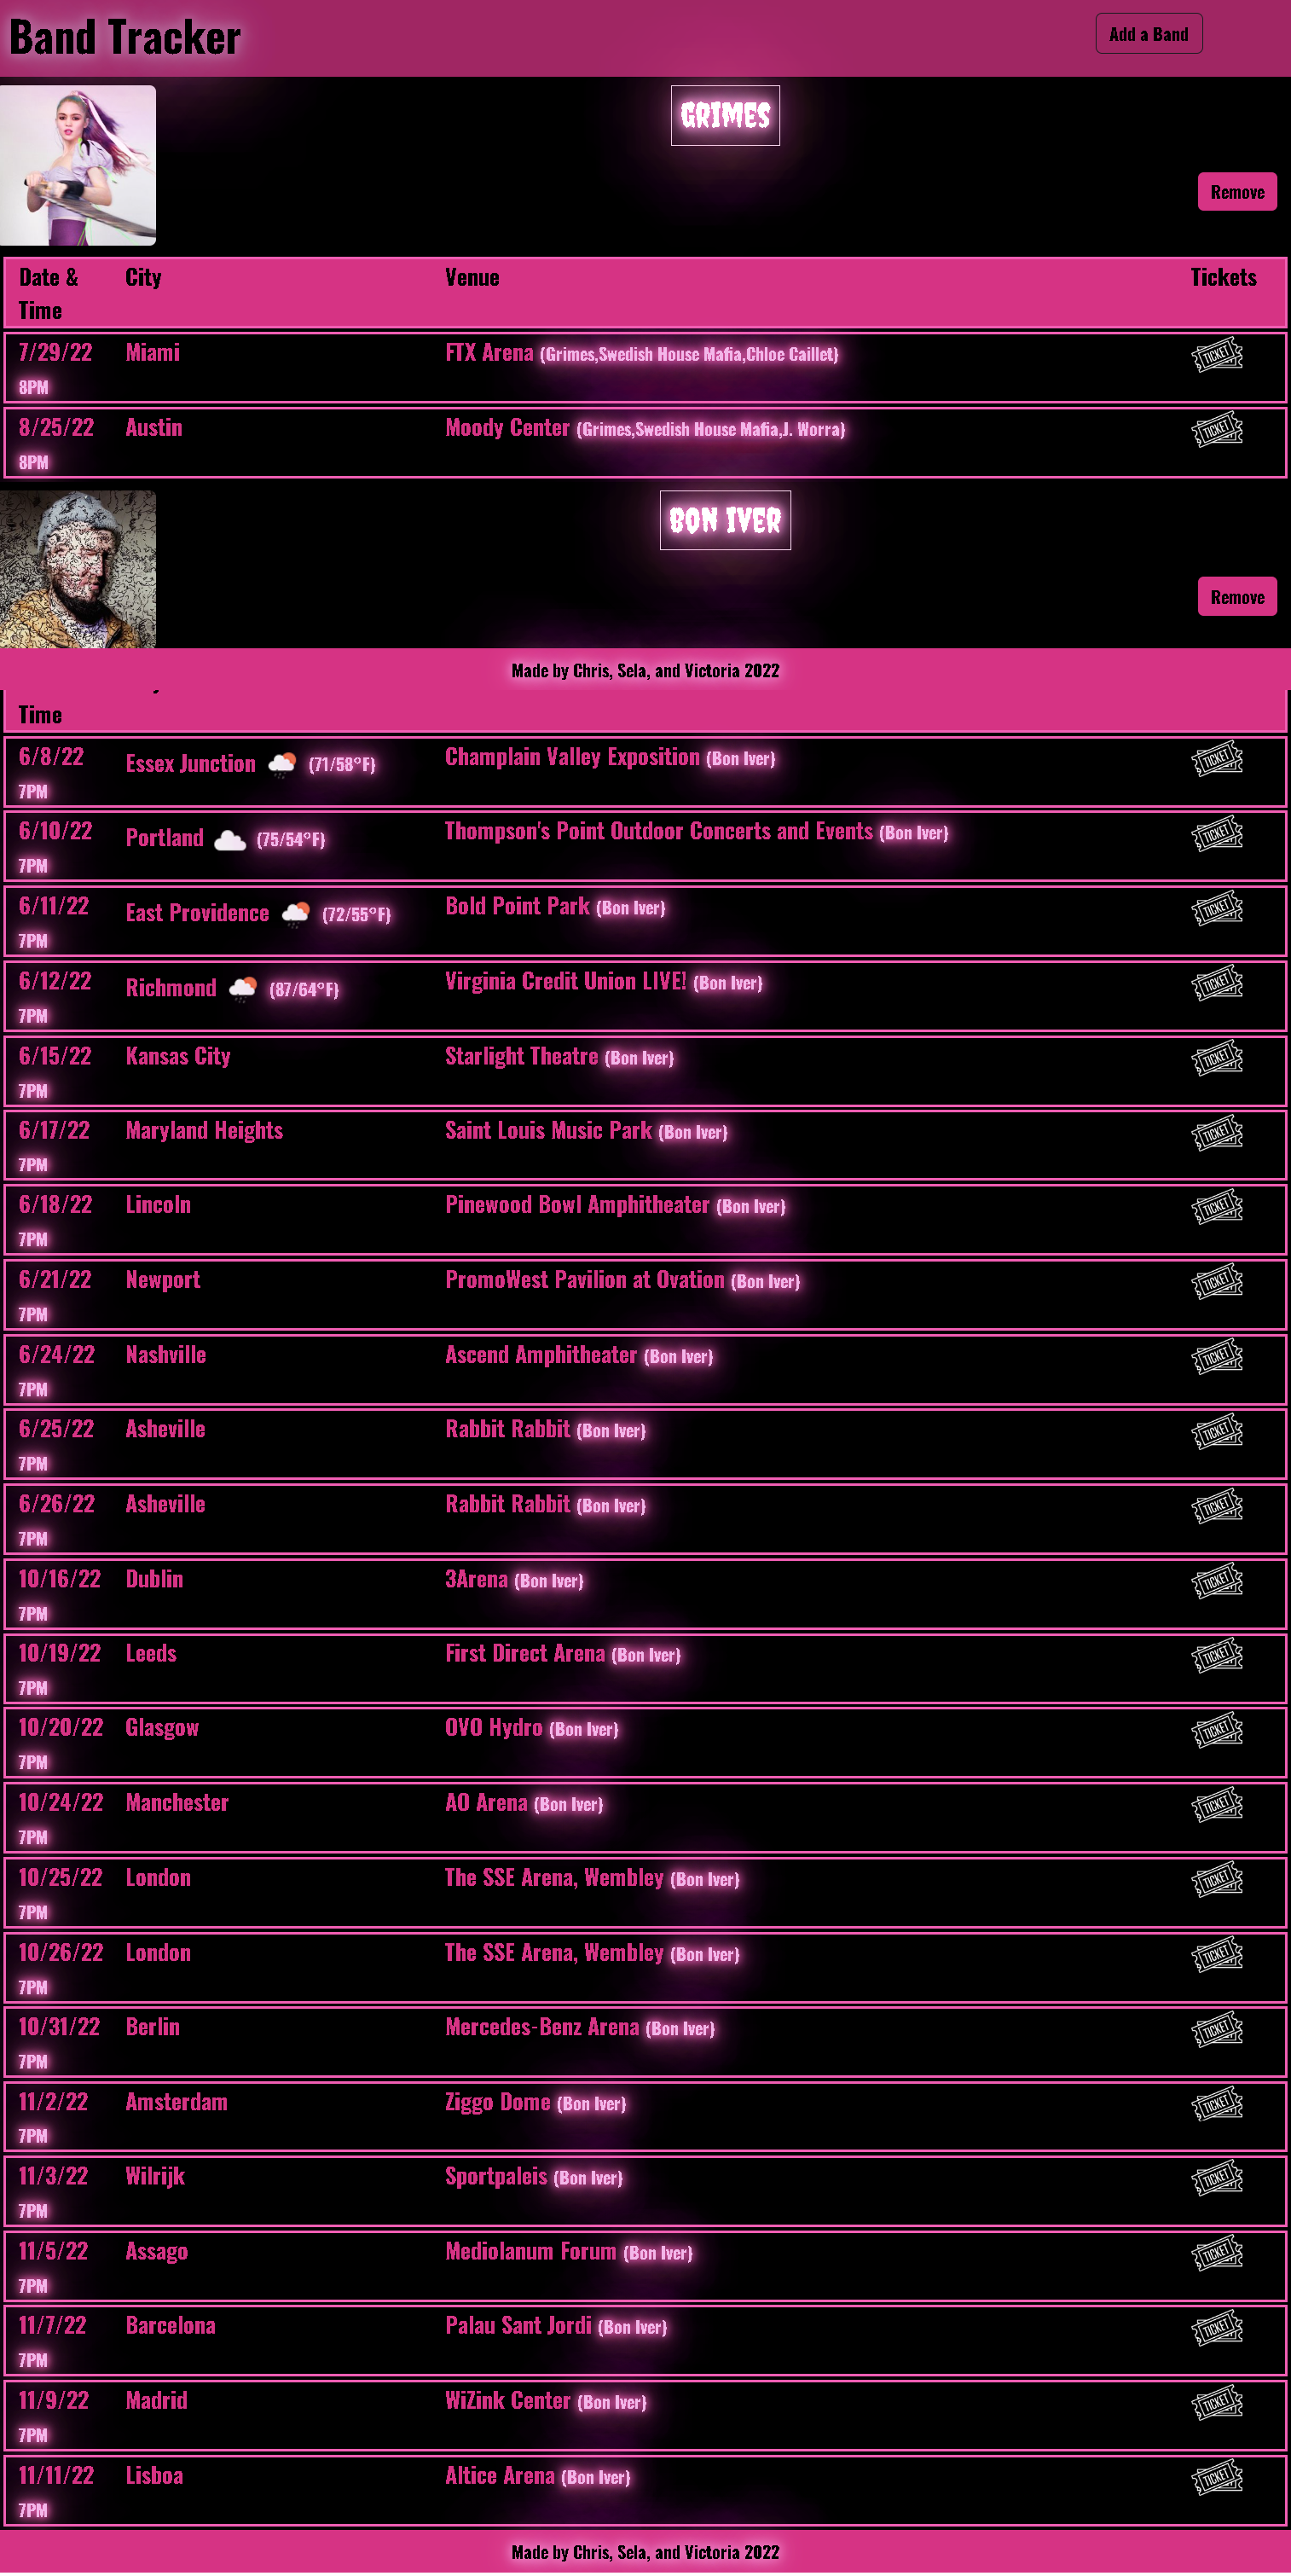 Band Tracker
Add a Band
GRIMES
Remove
Date & City Venue Tickets
Time
7/29/22 Miami FTX Arena {Grimes,Swedish House Mafia,Chloe Caillet} TICKET
8PM
8/25/22 Austin Moody Center {Grimes,Swedish House Mafia,J. Worra} TICKET
8PM
BON IVER
Remove
Made by Chris, Sela, and Victoria 2022
Time
6/8/22 Essex Junction {71/58°F} Champlain Valley Exposition {Bon Iver} TICKET
7PM
6/10/22 Portland {75/54°F} Thompson's Point Outdoor Concerts and Events {Bon Iver} TICKET
7PM
6/11/22 East Providence {72/55°F} Bold Point Park {Bon Iver} TICKET
7PM
6/12/22 Richmond {87/64°F} Virginia Credit Union LIVE! {Bon Iver} TICKET
7PM
6/15/22 Kansas City Starlight Theatre {Bon Iver} TICKET
7PM
6/17/22 Maryland Heights Saint Louis Music Park {Bon Iver} TICKET
7PM
6/18/22 Lincoln Pinewood Bowl Amphitheater {Bon Iver} TICKET
7PM
6/21/22 Newport PromoWest Pavilion at Ovation {Bon Iver} TICKET
7PM
6/24/22 Nashville Ascend Amphitheater {Bon Iver} TICKET
7PM
6/25/22 Asheville Rabbit Rabbit {Bon Iver} TICKET
7PM
6/26/22 Asheville Rabbit Rabbit {Bon Iver} TICKET
7PM
10/16/22 Dublin 3Arena {Bon Iver} TICKET
7PM
10/19/22 Leeds First Direct Arena {Bon Iver} TICKET
7PM
10/20/22 Glasgow OVO Hydro {Bon Iver} TICKET
7PM
10/24/22 Manchester AO Arena {Bon Iver} TICKET
7PM
10/25/22 London The SSE Arena, Wembley {Bon Iver} TICKET
7PM
10/26/22 London The SSE Arena, Wembley {Bon Iver} TICKET
7PM
10/31/22 Berlin Mercedes-Benz Arena {Bon Iver} TICKET
7PM
11/2/22 Amsterdam Ziggo Dome {Bon Iver} TICKET
7PM
11/3/22 Wilrijk Sportpaleis {Bon Iver} TICKET
7PM
11/5/22 Assago Mediolanum Forum {Bon Iver} TICKET
7PM
11/7/22 Barcelona Palau Sant Jordi {Bon Iver} TICKET
7PM
11/9/22 Madrid WiZink Center {Bon Iver} TICKET
7PM
11/11/22 Lisboa Altice Arena {Bon Iver} TICKET
7PM
Made by Chris, Sela, and Victoria 2022